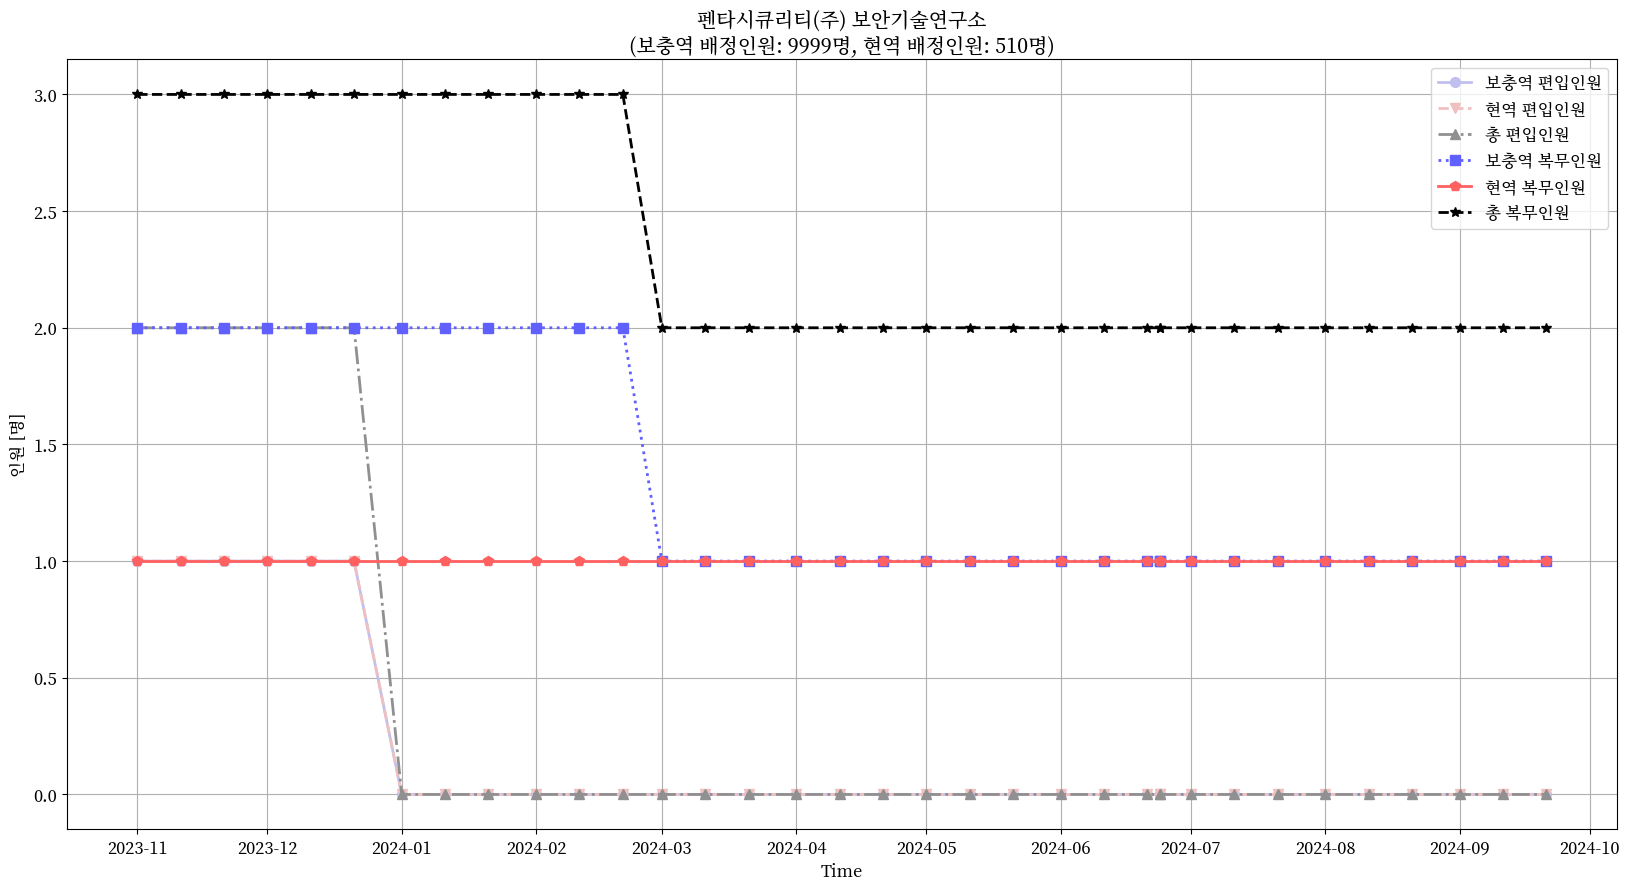 펜타시큐리티(주) 보안기술연구소
(보충역 배정인원: 9999명, 현역 배정인원: 510명)
보충역 편입인원
현역 편입인원
총 편입인원
보충역 복무인원
현역 복무인원
총 복무인원
3.0
2.5
2.0
1.5
1.0
0.5
0.0
인원 [명]
2023-11 2023-12 2024-01 2024-02 2024-03 2024-04 2024-05 2024-06 2024-07 2024-08 2024-09 2024-10
Time